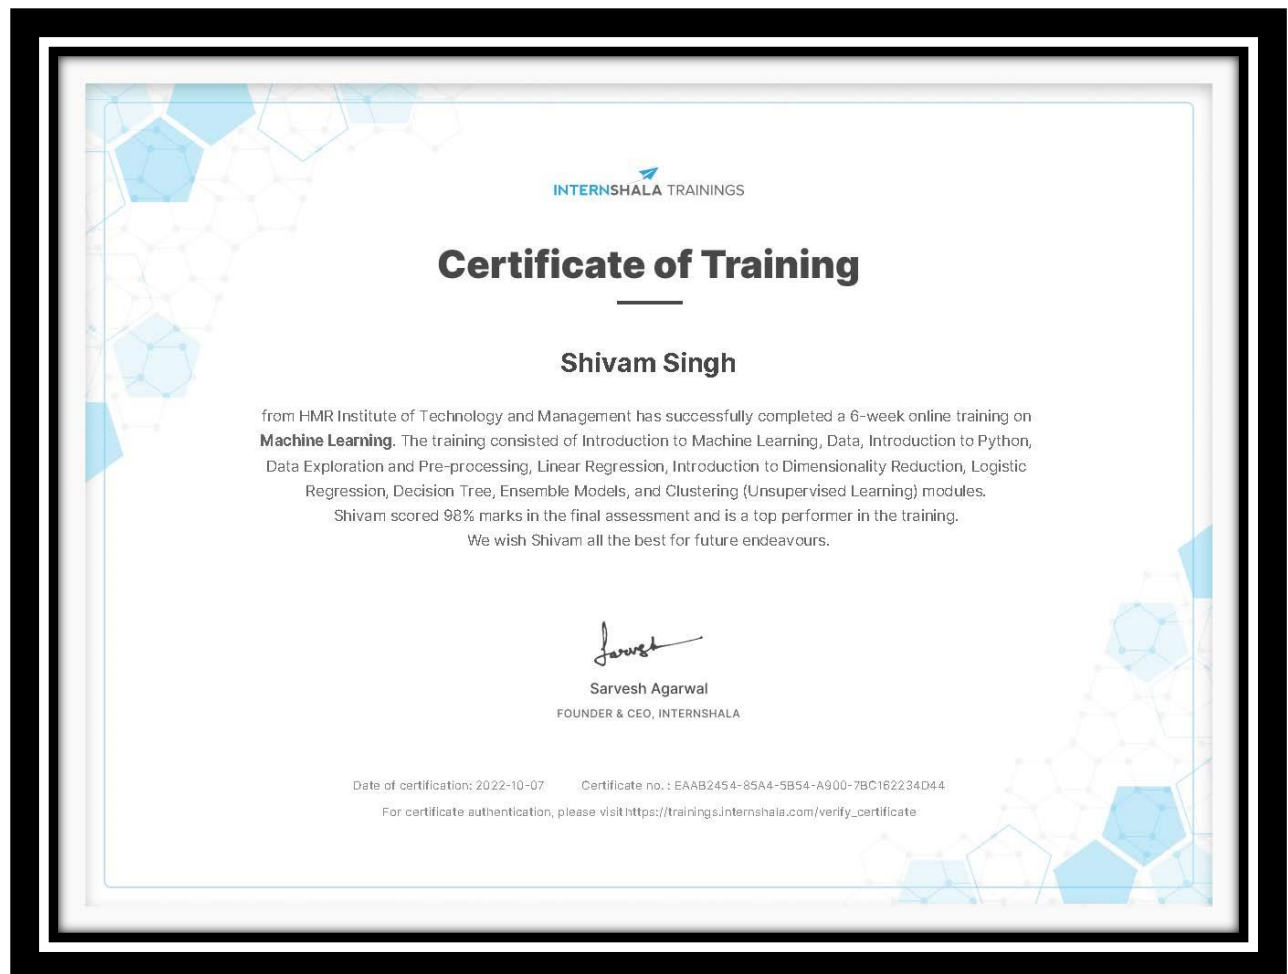 INTERNSHALA TRAININGS
Certificate of Training
Shivam Singh
from HMR Institute of Technology and Management has successfully completed a 6-week online training on
Machine Learning. The training consisted of Introduction to Machine Learning, Data, Introduction to Python,
Data Exploration and Pre-processing, Linear Regression, Introduction to Dimensionality Reduction, Logistic
Regression, Decision Tree, Ensemble Models, and Clustering (Unsupervised Learning) modules.
Shivam scored 98% marks in the final assessment and is a top performer in the training.
We wish Shivam all the best for future endeavours.
Sarvesh
Sarvesh Agarwal
FOUNDER & CEO, INTERNSHALA
Date of certification: 2022-10-07 Certificate no. : EAAB2454-85A4-5B54-A900-7BC162234D44
For certificate authentication, please visit https://trainings.internshala.com/verify_certificate